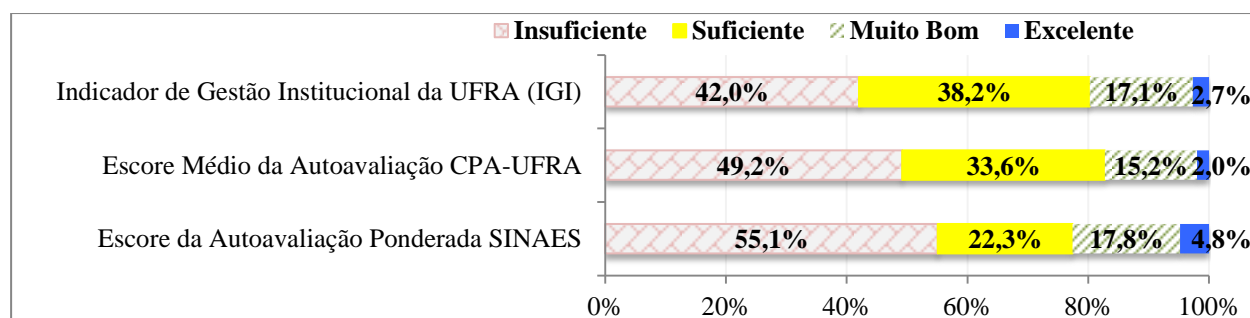 Insuficiente Suficiente Muito Bom Excelente
Indicador de Gestão Institucional da UFRA (IGI) 42,0% 38,2% 17,1% 2,7%
Escore Médio da Autoavaliação CPA-UFRA 49,2% 33,6% 15,2% 2,0%
Escore da Autoavaliação Ponderada SINAES 55,1% 22,3% 17,8% 4,8%
0% 20% 40% 60% 80% 100%